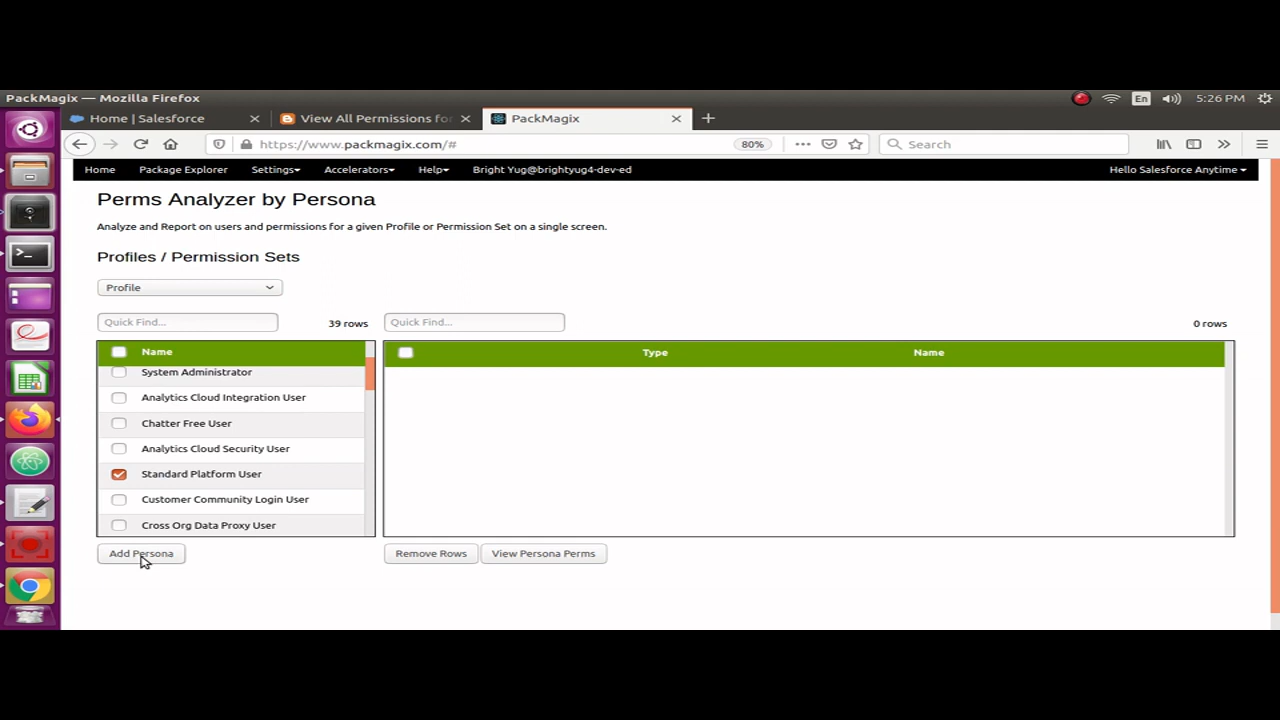 PackMagix — Mozilla Firefox
En
5:26 PM
Home | Salesforce
View All Permissions for
PackMagix
https://www.packmagix.com/#
80%
Search
Home
Package Explorer
Settings
Accelerators
Help
Bright Yug@brightyug4-dev-ed
Hello Salesforce Anytime
Perms Analyzer by Persona
Analyze and Report on users and permissions for a given Profile or Permission Set on a single screen.
Profiles / Permission Sets
Profile
Quick Find...
39 rows
Quick Find...
0 rows
Name
Type
Name
System Administrator
Analytics Cloud Integration User
Chatter Free User
Analytics Cloud Security User
Standard Platform User
Customer Community Login User
Cross Org Data Proxy User
Add Persona
Remove Rows
View Persona Perms